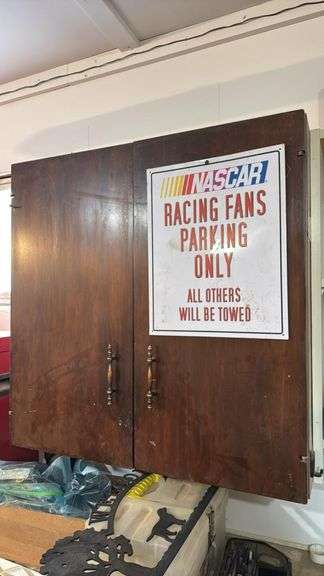 NASCAR
RACING FANS
PARKING
ONLY
ALL OTHERS
WILL BE TOWED